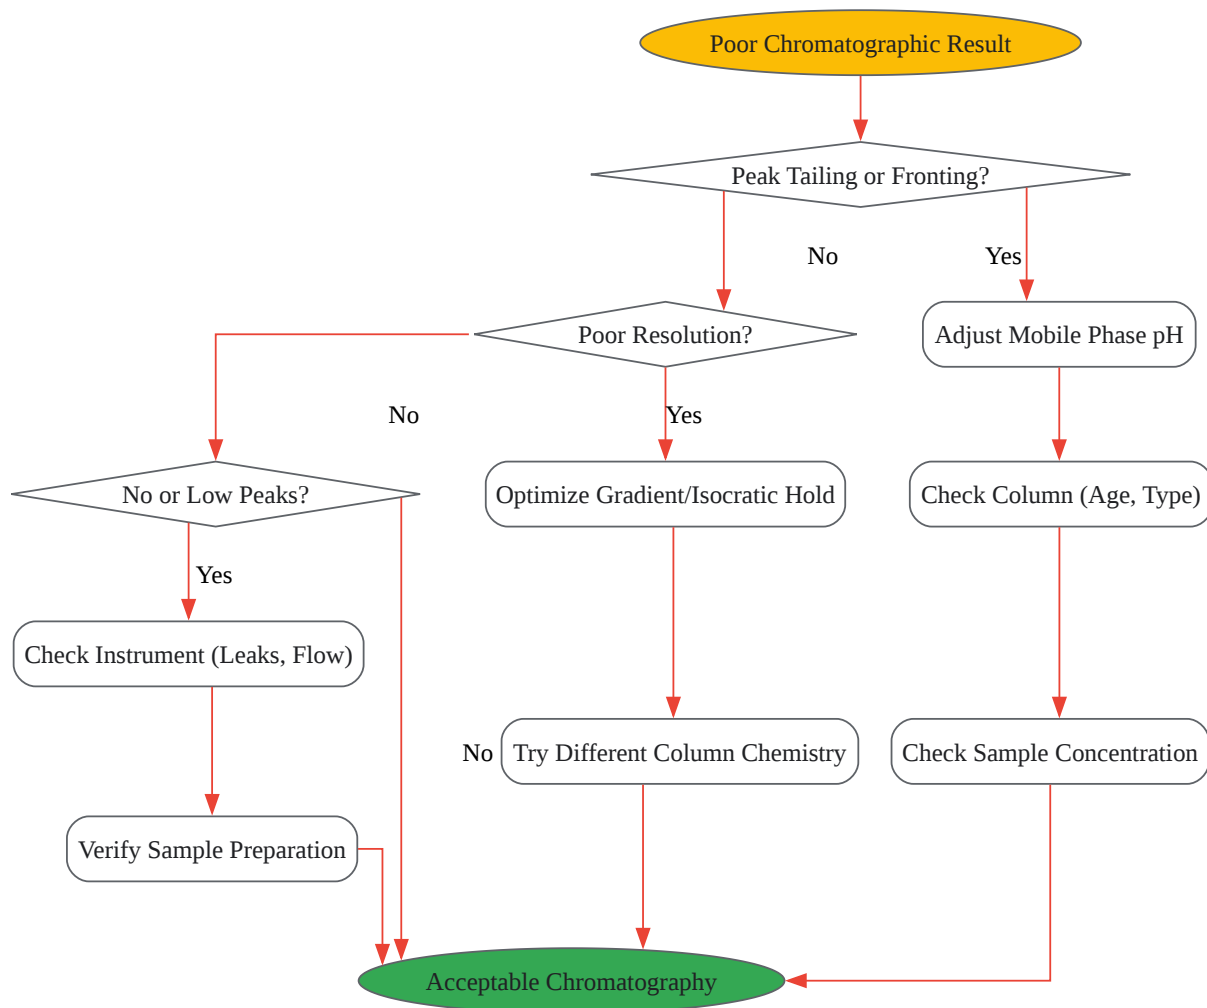 Poor Chromatographic Result
Peak Tailing or Fronting?
No
Yes
Poor Resolution?
Adjust Mobile Phase pH
No
Yes
No or Low Peaks?
Optimize Gradient/Isocratic Hold
Check Column (Age, Type)
Yes
Check Instrument (Leaks, Flow)
No
Try Different Column Chemistry
Check Sample Concentration
Verify Sample Preparation
Acceptable Chromatography